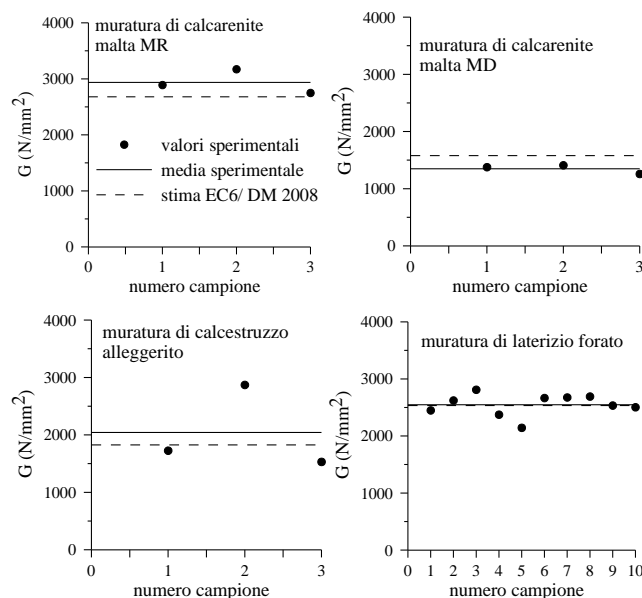 muratura di calcarenite
malta MR
4000
3000
2000
1000
0
G (N/mm²)
valori sperimentali
media sperimentale
stima EC6/ DM 2008
0 1 2 3
numero campione
muratura di calcarenite
malta MD
4000
3000
2000
1000
0
G (N/mm²)
0 1 2 3
numero campione
muratura di calcestruzzo
alleggerito
4000
3000
2000
1000
0
G (N/mm²)
0 1 2 3
numero campione
muratura di laterizio forato
4000
3000
2000
1000
0
G (N/mm²)
0 1 2 3 4 5 6 7 8 9 10
numero campione